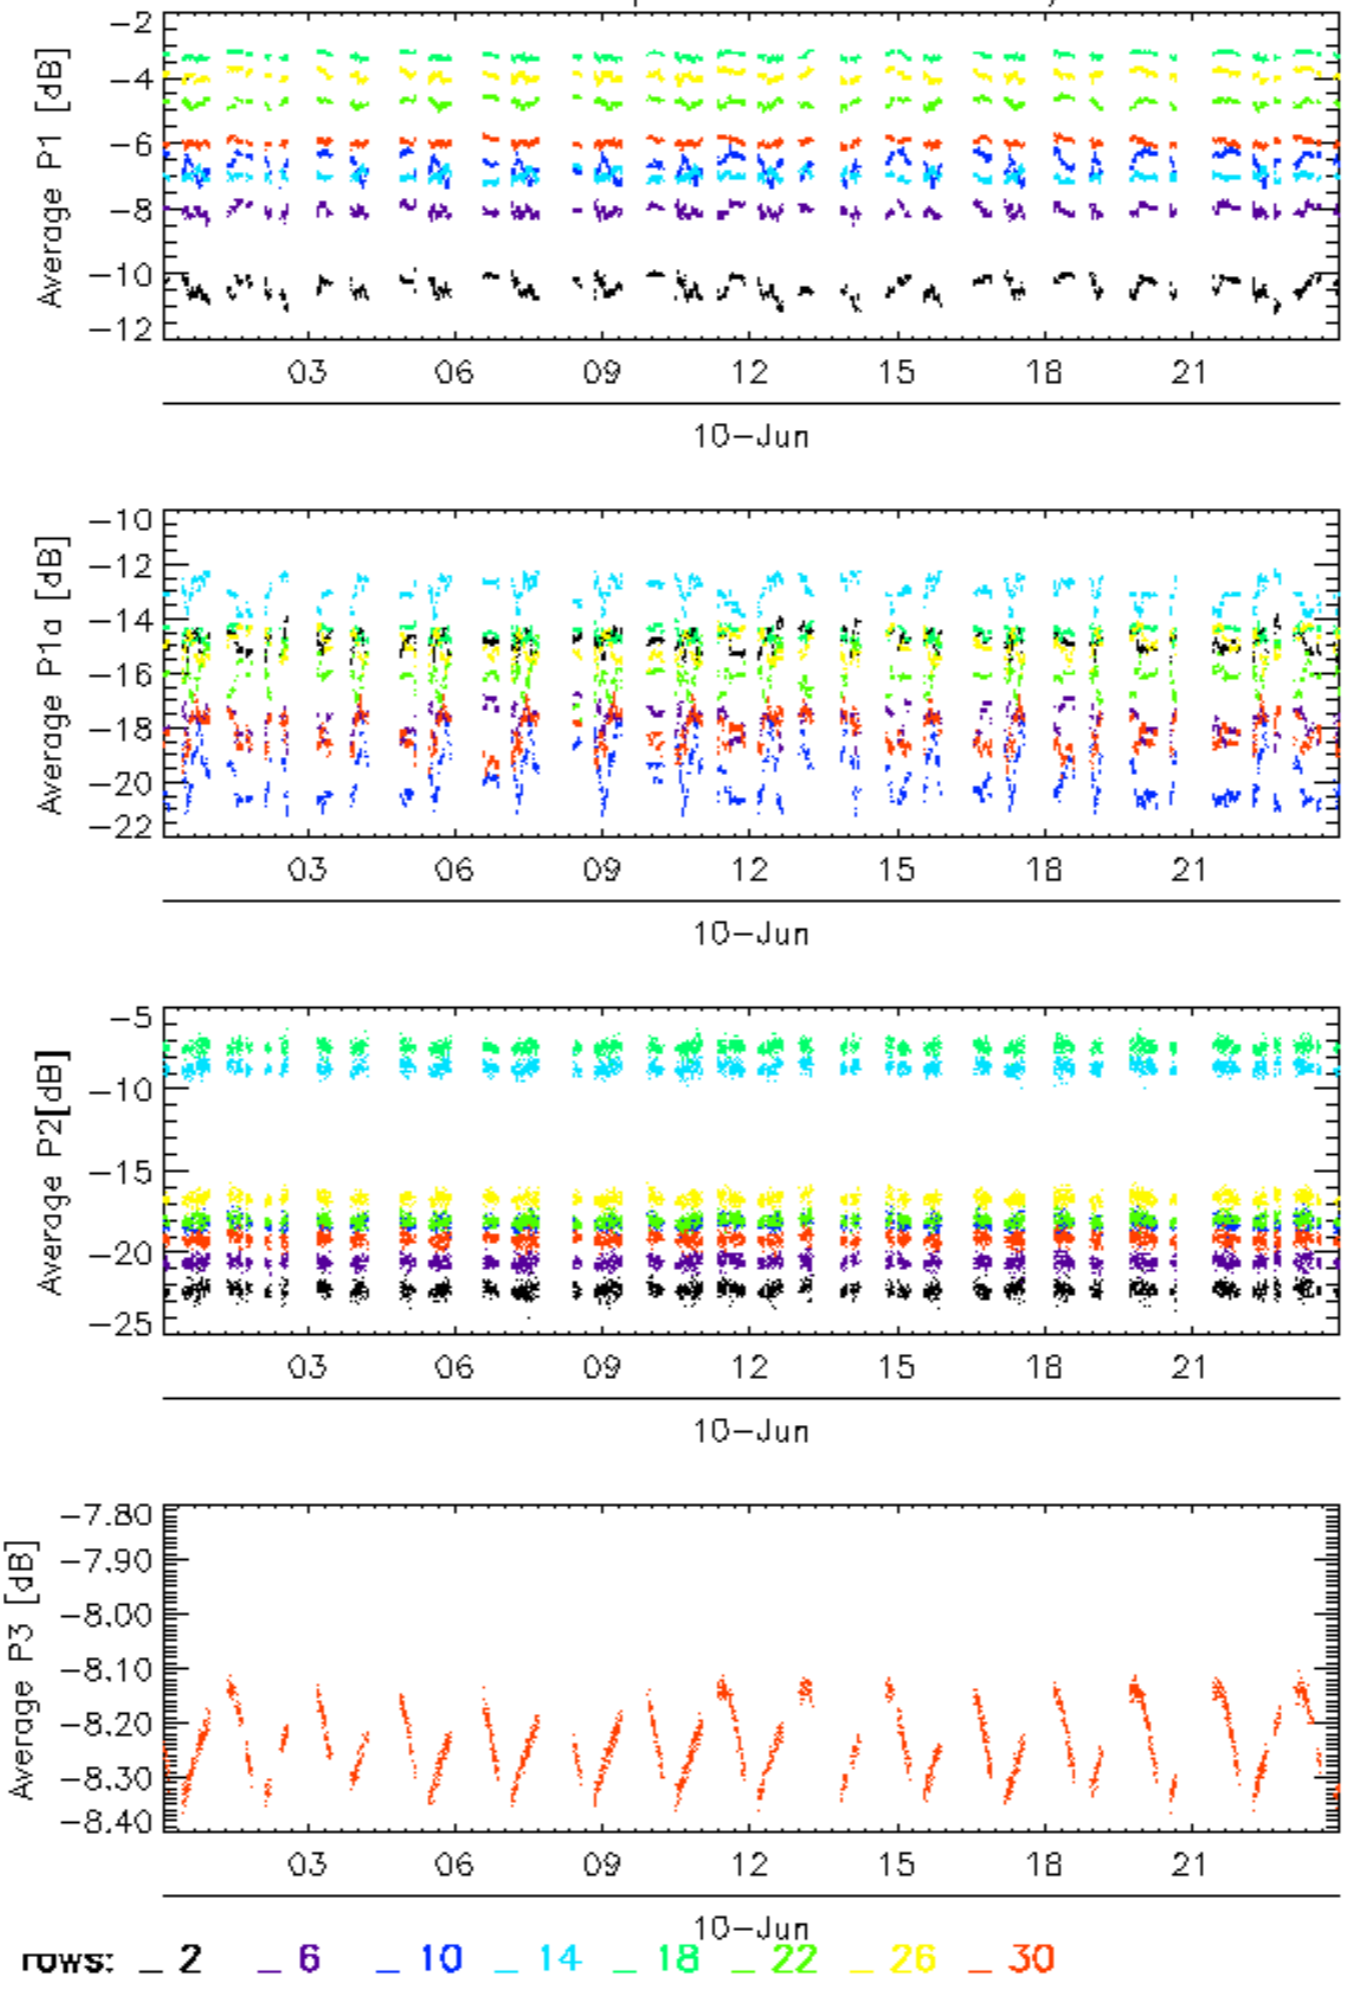 Average P1 [dB]
-2
-4
-6
-8
-10
-12
03 06 09 12 15 18 21
10-Jun
Average P1a [dB]
-10
-12
-14
-16
-18
-20
-22
03 06 09 12 15 18 21
10-Jun
Average P2[dB]
-5
-10
-15
-20
-25
03 06 09 12 15 18 21
10-Jun
Average P3 [dB]
-7.80
-7.90
-8.00
-8.10
-8.20
-8.30
-8.40
03 06 09 12 15 18 21
10-Jun
rows: _ 2 _ 6 _ 10 _ 14 _ 18 _ 22 _ 26 _ 30